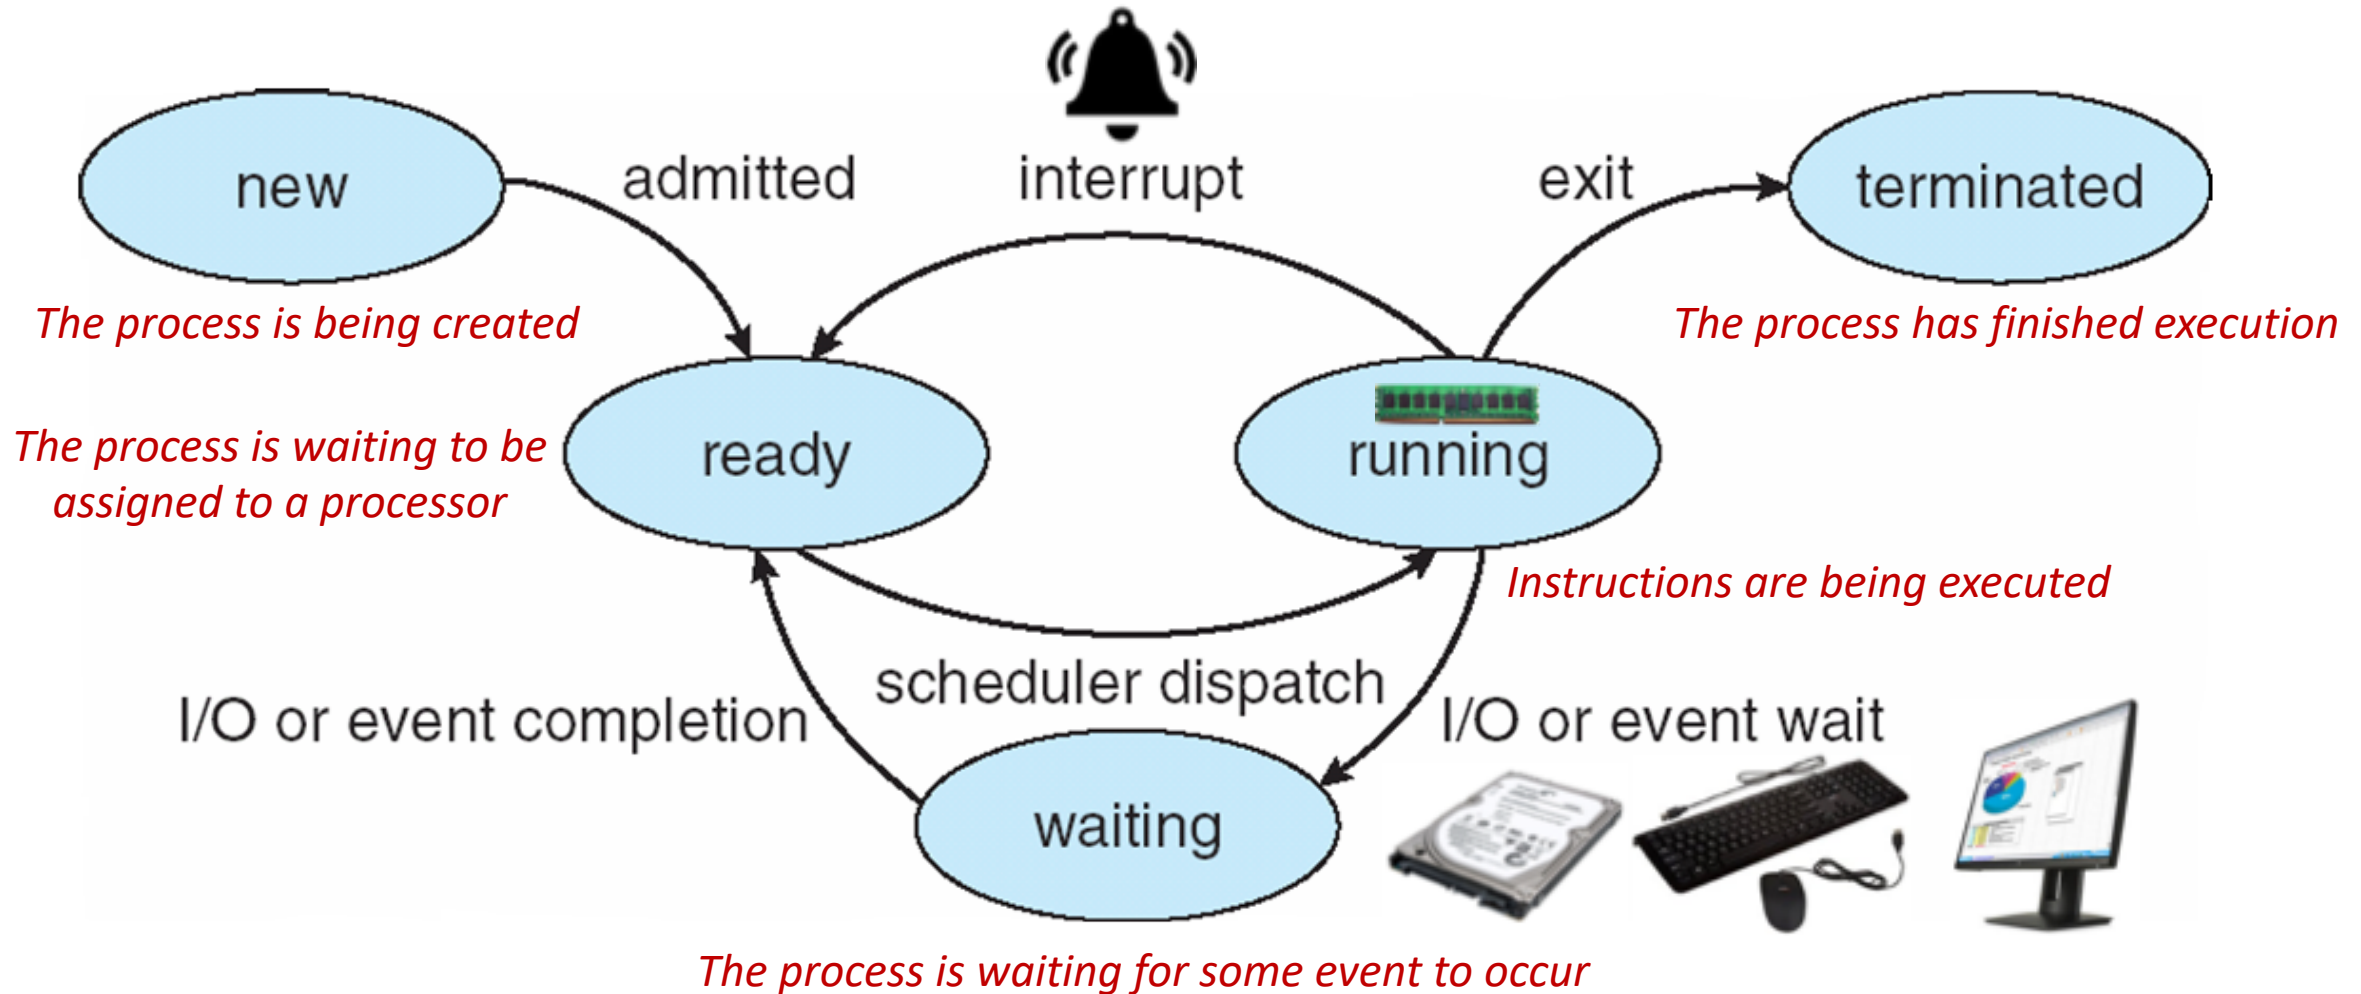 new
admitted
interrupt
exit
terminated
The process is being created
The process has finished execution
The process is waiting to be
assigned to a processor
ready
running
Instructions are being executed
scheduler dispatch
I/O or event completion
I/O or event wait
waiting
The process is waiting for some event to occur